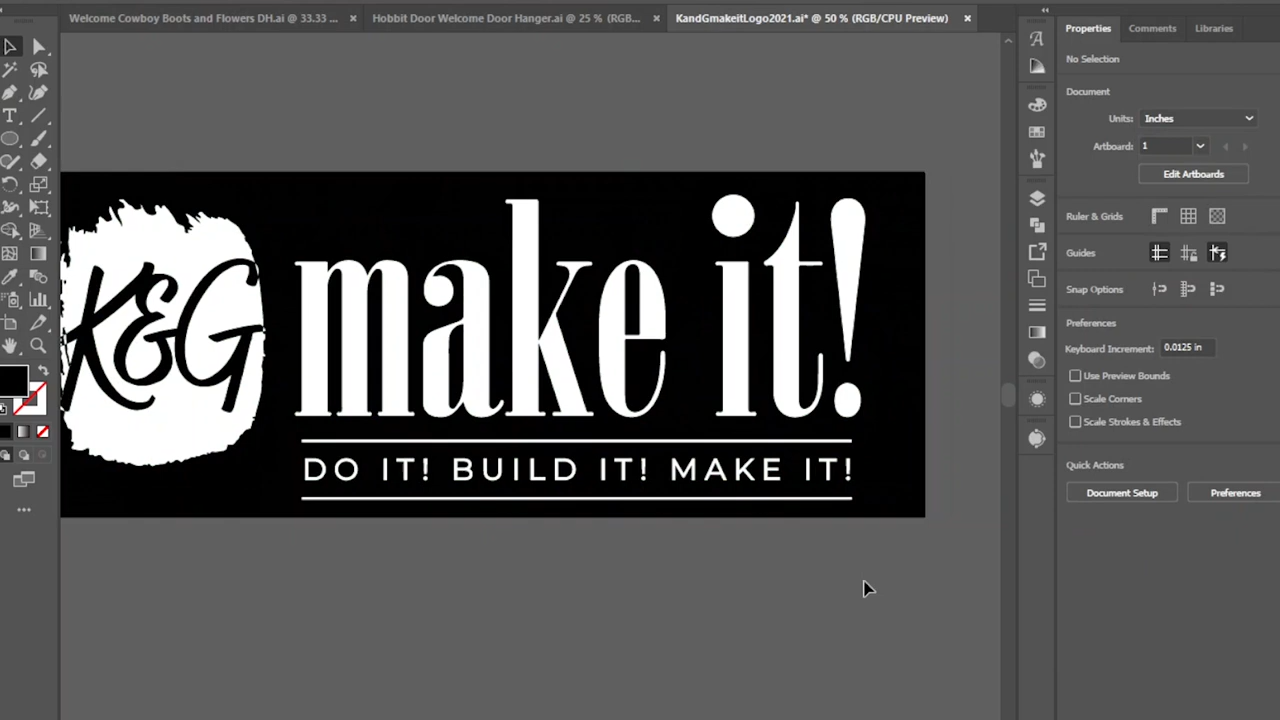 Welcome Cowboy Boots and Flowers DH.ai @ 33.33 ...
Hobbit Door Welcome Door Hanger.ai @ 25 % (RGB...
KandGmakeitLogo2021.ai* @ 50 % (RGB/CPU Preview)
Properties
Comments
Libraries
No Selection
Document
Units:
Inches
Artboard:
1
Edit Artboards
Ruler & Grids
Guides
Snap Options
Preferences
Keyboard Increment:
0.0125 in
Use Preview Bounds
Scale Corners
Scale Strokes & Effects
Quick Actions
Document Setup
Preferences
K&G
make it!
DO IT! BUILD IT! MAKE IT!